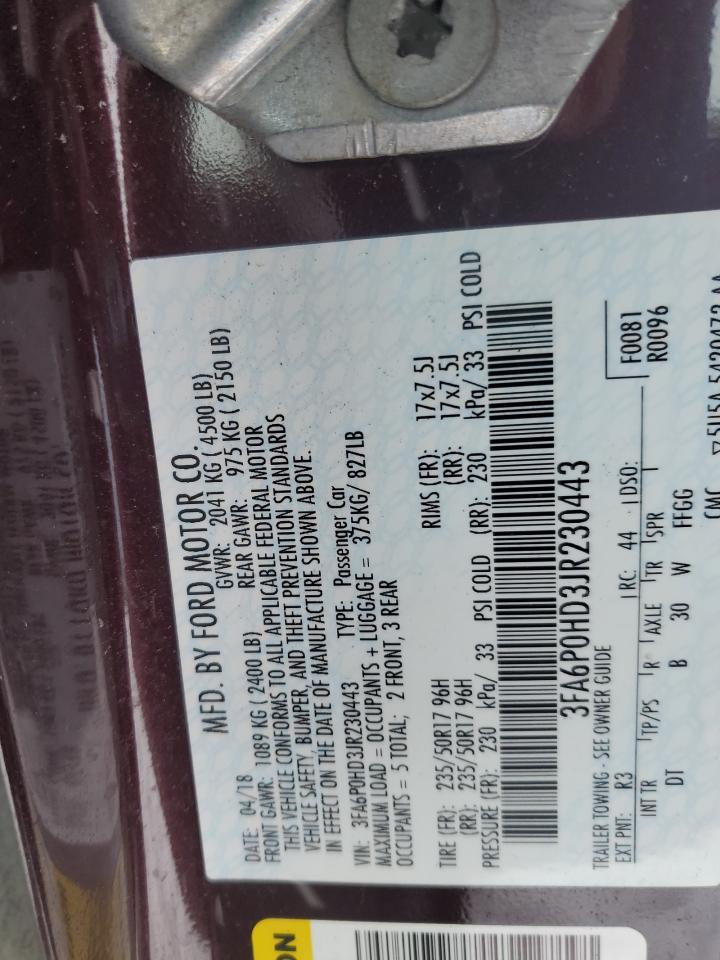 MFD. BY FORD MOTOR CO.
DATE: 04/18 GVWR: 2041 KG ( 4500 LB)
FRONT GAWR: 1089 KG (2400 LB) REAR GAWR: 975 KG ( 2150 LB)
THIS VEHICLE CONFORMS TO ALL APPLICABLE FEDERAL MOTOR
VEHICLE SAFETY, BUMPER, AND THEFT PREVENTION STANDARDS
IN EFFECT ON THE DATE OF MANUFACTURE SHOWN ABOVE.
VIN: 3FA6P0HD3JR230443 TYPE: Passenger Car
MAXIMUM LOAD = OCCUPANTS + LUGGAGE = 375KG/ 827LB
OCCUPANTS = 5 TOTAL; 2 FRONT, 3 REAR
TIRE (FR): 235/50R17 96H RIMS (FR): 17x7.5J
(RR): 235/50R17 96H (RR): 17x7.5J
PRESSURE (FR): 230 kPa/ 33 PSI COLD (RR): 230 kPa/ 33 PSI COLD
3FA6P0HD3JR230443
F0081
R0096
TRAILER TOWING - SEE OWNER GUIDE
EXT PNT: R3 RC: 44 DSO:
INT TR TP/PS R AXLE TR SPR
DT B 30 W FFGG
ON